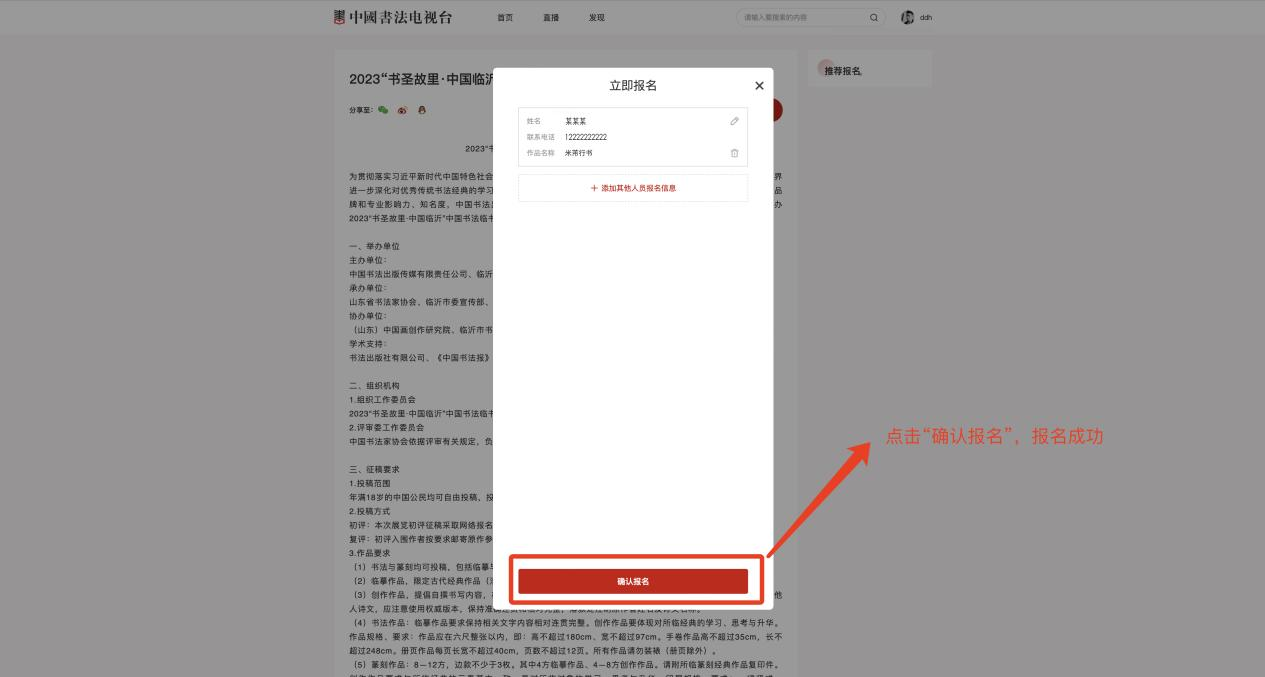 中國書法电视台 首页 直播 发现 请输入要搜索的内容 ddh
2023“书圣故里·中国临沂
推荐报名
分享至：
立即报名
姓名 某某某
联系电话 12222222222
作品名称 米芾行书
+ 添加其他人员报名信息
2023“书
为贯彻落实习近平新时代中国特色社会
界
进一步深化对优秀传统书法经典的学习
品
牌和专业影响力、知名度，中国书法出
办
2023“书圣故里·中国临沂”中国书法临书
一、举办单位
主办单位：
中国书法出版传媒有限责任公司、临沂
承办单位：
山东省书法家协会、临沂市委宣传部、
协办单位：
（山东）中国画创作研究院、临沂市书
学术支持：
书法出版社有限公司、《中国书法报》
二、组织机构
1.组织工作委员会
2023“书圣故里·中国临沂”中国书法临书
2.评审委工作委员会
中国书法家协会依据评审有关规定，负
三、征稿要求
1.投稿范围
年满18岁的中国公民均可自由投稿，投
2.投稿方式
初评：本次展览初评征稿采取网络报名
复评：初评入围作者按要求邮寄原作参
3.作品要求
（1）书法与篆刻均可投稿，包括临摹与
（2）临摹作品，限定古代经典作品（
（3）创作作品，提倡自撰书写内容，
他
人诗文，应注意使用权威版本，保持准
（4）书法作品：临摹作品要求保持相关文字内容相对连贯完整。创作作品要体现对所临经典的学习、思考与升华。
作品规格、要求：作品应在六尺整张以内，即：高不超过180cm、宽不超过97cm。手卷作品高不超过35cm，长不
超过248cm。册页作品每页长宽不超过40cm，页数不超过12页。所有作品请勿装裱（册页除外）。
（5）篆刻作品：8—12方，边款不少于3枚。其中4方临摹作品、4—8方创作作品。请附所临篆刻经典作品复印件。
确认报名
点击“确认报名”，报名成功